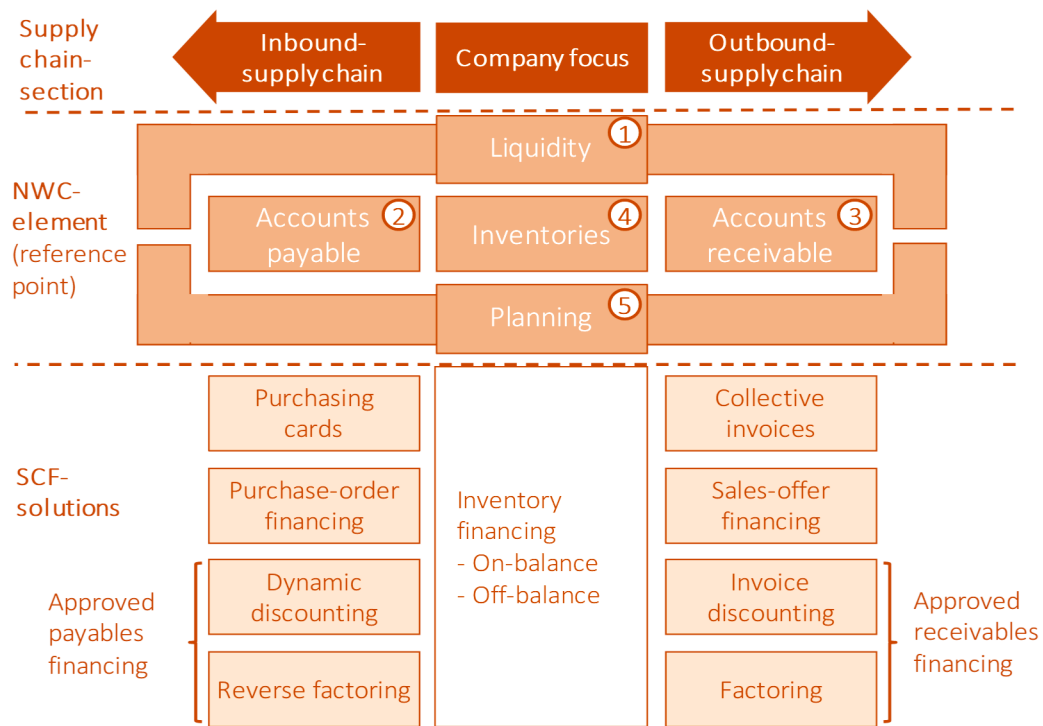 Supply
chain-
section
Inbound-
supply chain
Company focus
Outbound-
supply chain
NWC-
element
(reference
point)
Liquidity
1
Accounts
payable
2
Inventories
4
Accounts
receivable
3
Planning
5
SCF-
solutions
Purchasing
cards
Purchase-order
financing
Dynamic
discounting
Reverse factoring
Approved
payables
financing
Inventory
financing
- On-balance
- Off-balance
Collective
invoices
Sales-offer
financing
Invoice
discounting
Factoring
Approved
receivables
financing